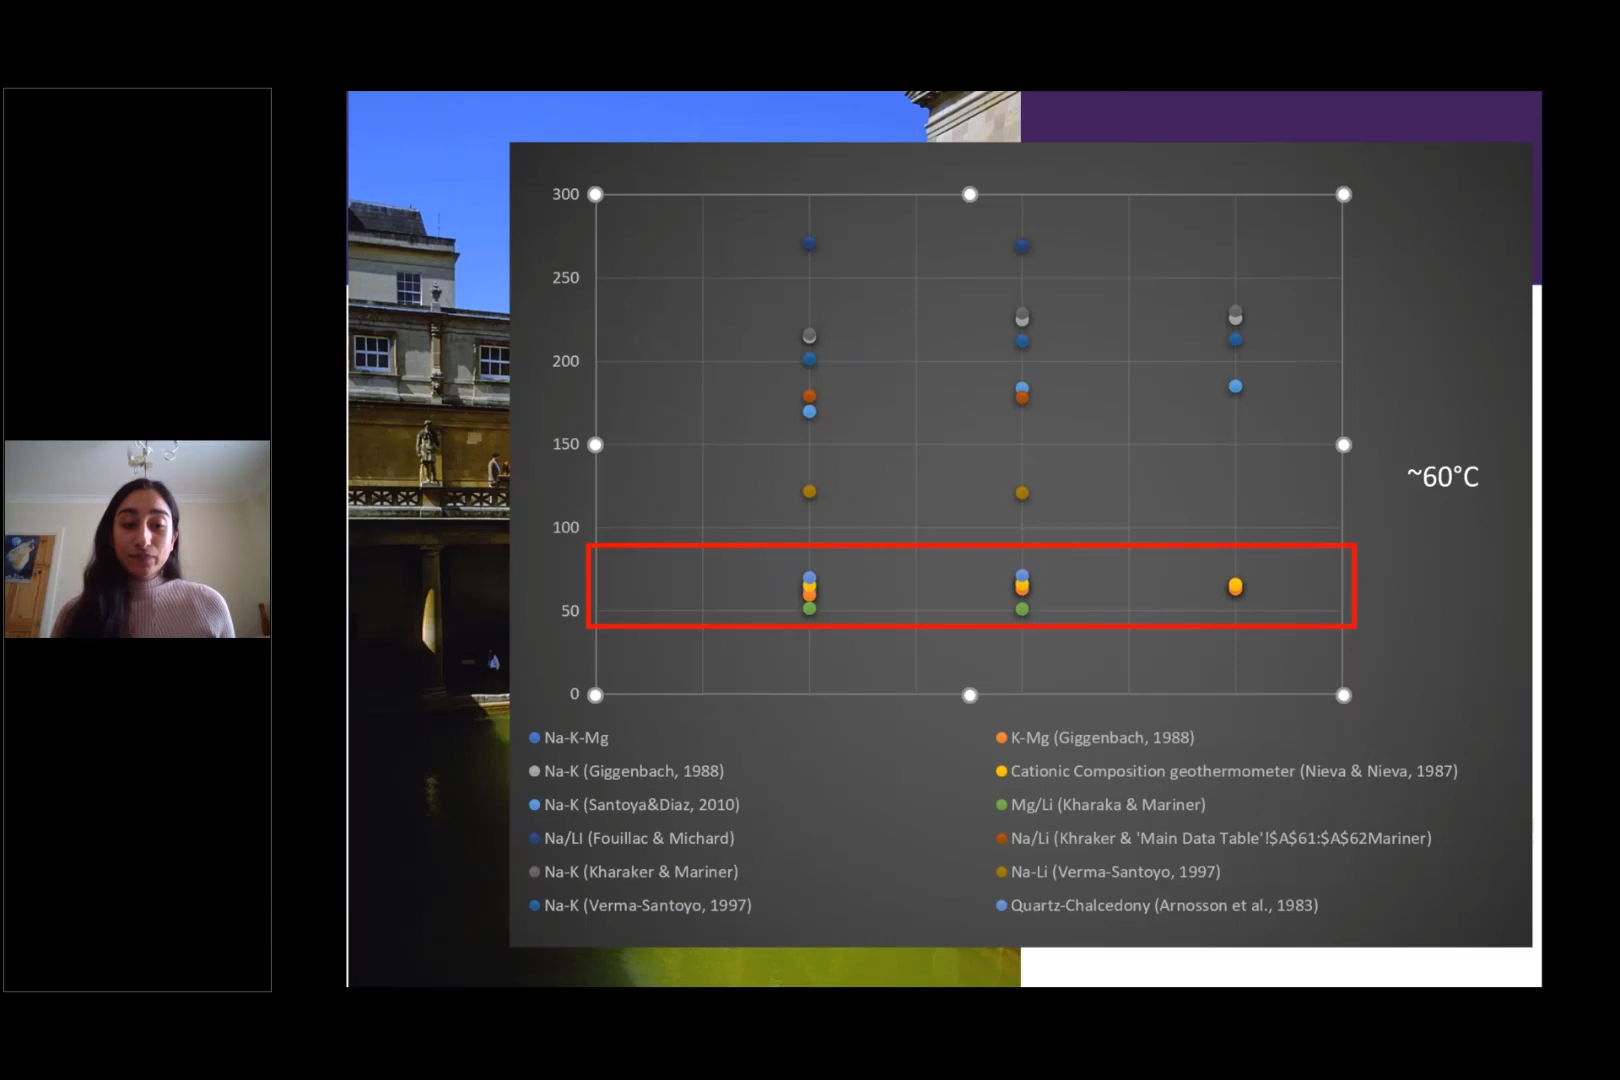 300
250
200
150
100
50
0
~60°C
Na-K-Mg
K-Mg (Giggenbach, 1988)
Na-K (Giggenbach, 1988)
Cationic Composition geothermometer (Nieva & Nieva, 1987)
Na-K (Santoya&Diaz, 2010)
Mg/Li (Kharaka & Mariner)
Na/LI (Fouillac & Michard)
Na/Li (Khraker & 'Main Data Table'!$A$61:$A$62Mariner)
Na-K (Kharaker & Mariner)
Na-Li (Verma-Santoyo, 1997)
Na-K (Verma-Santoyo, 1997)
Quartz-Chalcedony (Arnosson et al., 1983)